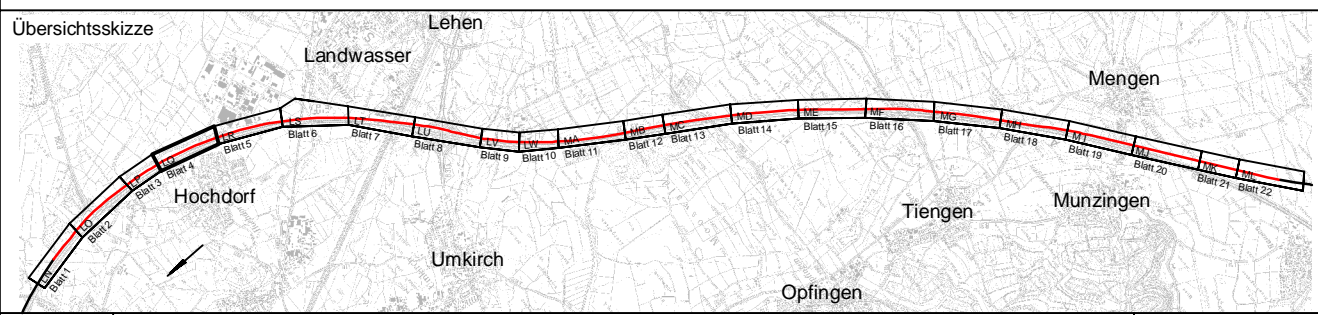 Übersichtsskizze
Lehen
Landwasser
Mengen
Hochdorf
Umkirch
Opfingen
Tiengen
Munzingen
LN
Blatt 1
LO
Blatt 2
LP
Blatt 3
LQ
Blatt 4
LR
Blatt 5
LS
Blatt 6
LT
Blatt 7
LU
Blatt 8
LV
Blatt 9
LW
Blatt 10
MA
Blatt 11
MB
Blatt 12
MC
Blatt 13
MD
Blatt 14
ME
Blatt 15
MF
Blatt 16
MG
Blatt 17
MH
Blatt 18
MI
Blatt 19
MJ
Blatt 20
MK
Blatt 21
ML
Blatt 22